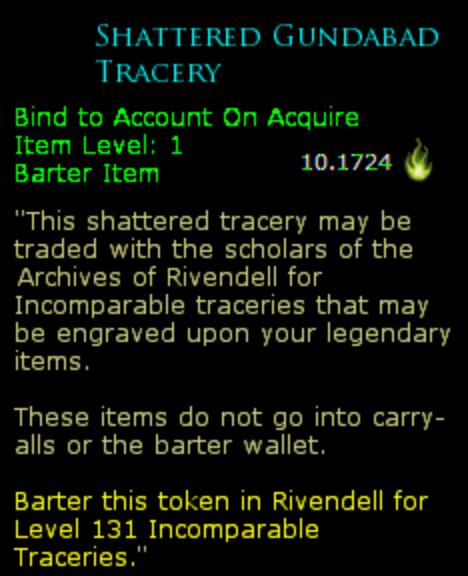 Shattered Gundabad
Tracery
Bind to Account On Acquire
Item Level: 1
10.1724
Barter Item
"This shattered tracery may be
traded with the scholars of the
Archives of Rivendell for
Incomparable traceries that may
be engraved upon your legendary
items.
These items do not go into carry-
alls or the barter wallet.
Barter this token in Rivendell for
Level 131 Incomparable
Traceries."